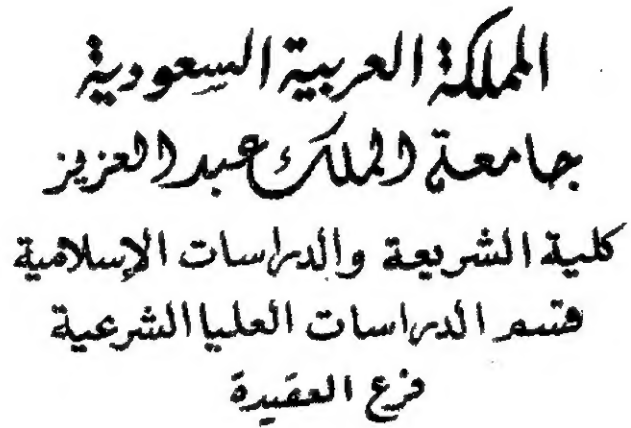 المملكة العربية السعودية
جامعة الملك عبد العزيز
كلية الشريعة والدراسات الإسلامية
قسم الدراسات العليا الشرعية
فرع العقيدة